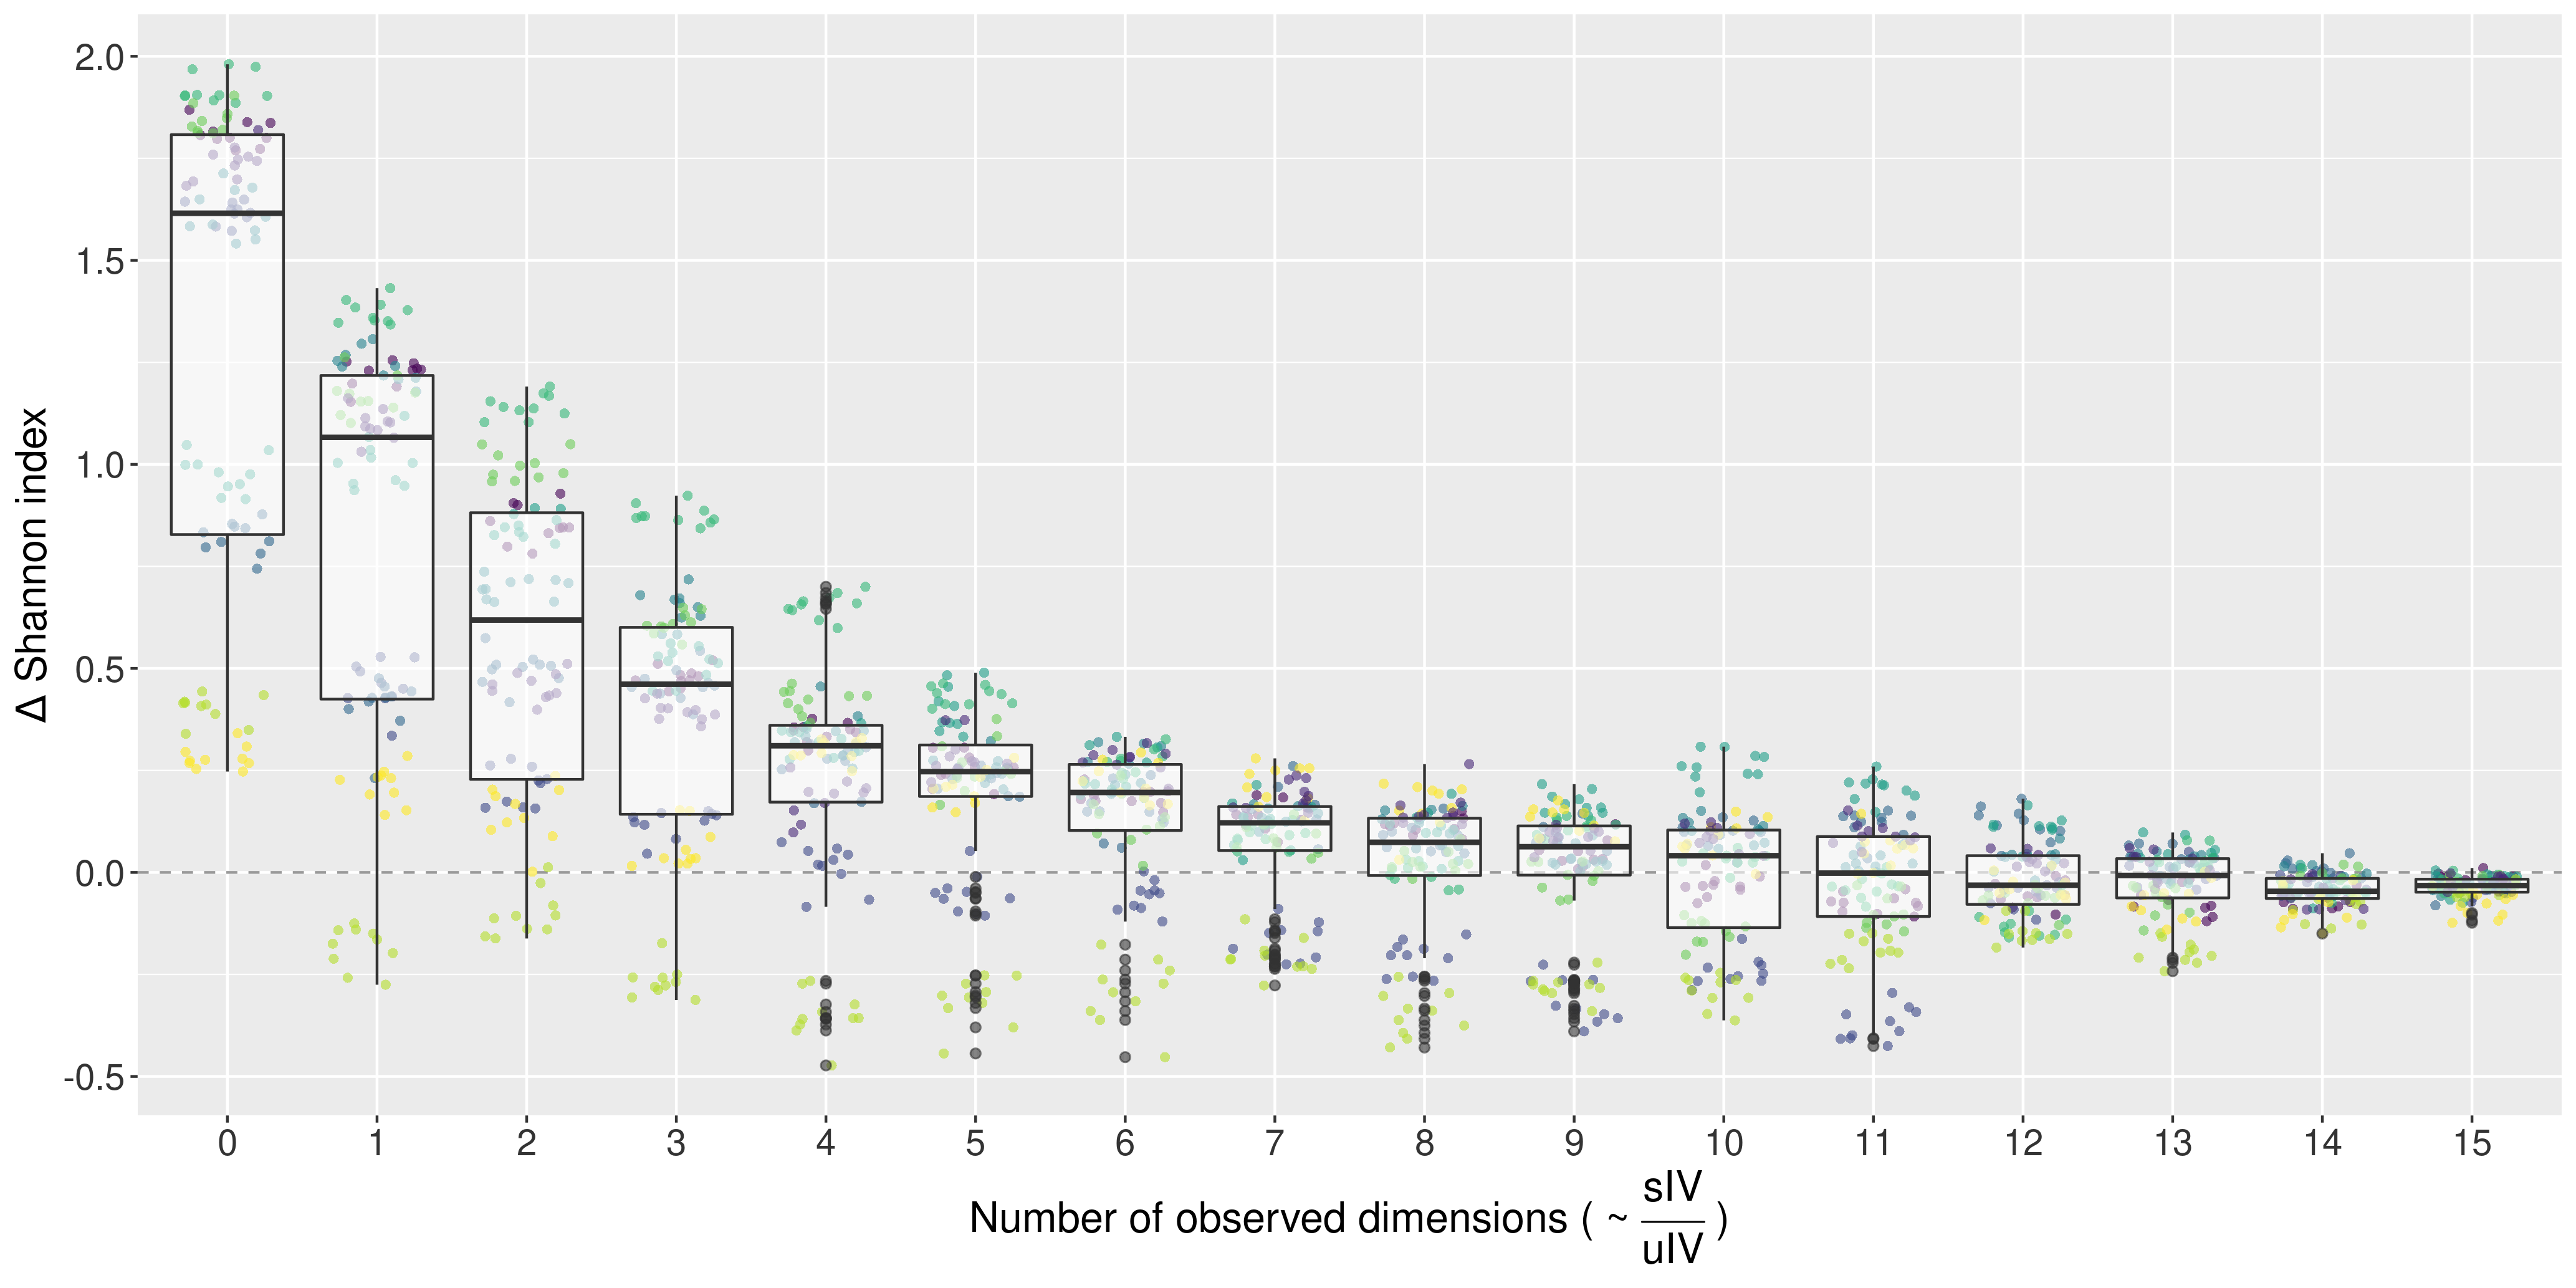 2.0
1.5
1.0
0.5
0.0
-0.5
Δ Shannon index
0 1 2 3 4 5 6 7 8 9 10 11 12 13 14 15
Number of observed dimensions ( ~ sIV / uIV )